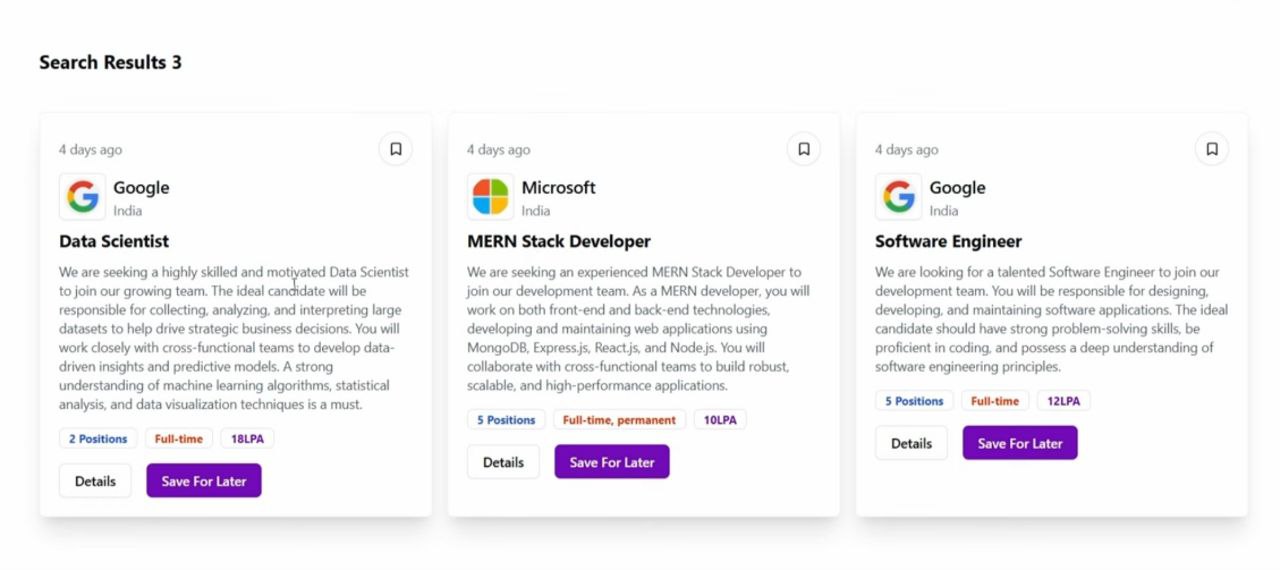 Search Results 3
4 days ago
Google
India
Data Scientist
We are seeking a highly skilled and motivated Data Scientist
to join our growing team. The ideal candidate will be
responsible for collecting, analyzing, and interpreting large
datasets to help drive strategic business decisions. You will
work closely with cross-functional teams to develop data-
driven insights and predictive models. A strong
understanding of machine learning algorithms, statistical
analysis, and data visualization techniques is a must.
2 Positions
Full-time
18LPA
Details
Save For Later
4 days ago
Microsoft
India
MERN Stack Developer
We are seeking an experienced MERN Stack Developer to
join our development team. As a MERN developer, you will
work on both front-end and back-end technologies,
developing and maintaining web applications using
MongoDB, Express.js, React.js, and Node.js. You will
collaborate with cross-functional teams to build robust,
scalable, and high-performance applications.
5 Positions
Full-time, permanent
10LPA
Details
Save For Later
4 days ago
Google
India
Software Engineer
We are looking for a talented Software Engineer to join our
development team. You will be responsible for designing,
developing, and maintaining software applications. The ideal
candidate should have strong problem-solving skills, be
proficient in coding, and possess a deep understanding of
software engineering principles.
5 Positions
Full-time
12LPA
Details
Save For Later